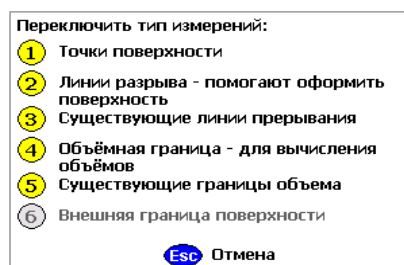 Переключить тип измерений:
1 Точки поверхности
2 Линии разрыва - помогают оформить
поверхность
3 Существующие линии прерывания
4 Объёмная граница - для вычисления
объёмов
5 Существующие границы объема
6 Внешняя граница поверхности
Esc Отмена